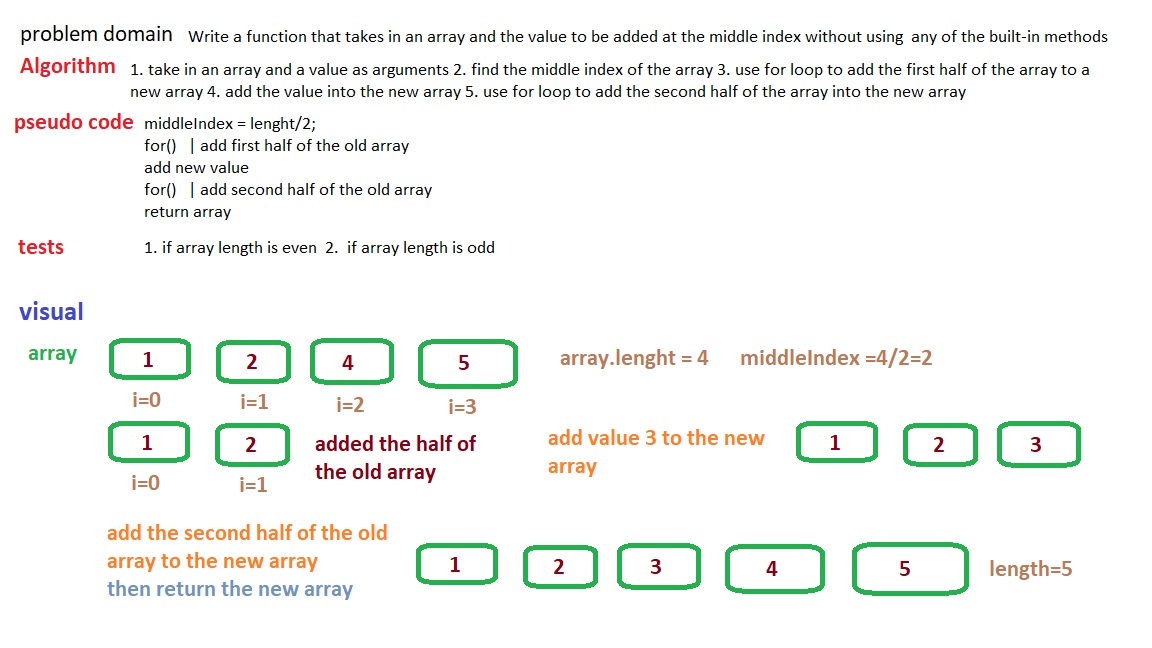 problem domain Write a function that takes in an array and the value to be added at the middle index without using any of the built-in methods
Algorithm 1. take in an array and a value as arguments 2. find the middle index of the array 3. use for loop to add the first half of the array to a
new array 4. add the value into the new array 5. use for loop to add the second half of the array into the new array
pseudo code middleIndex = lenght/2;
for() | add first half of the old array
add new value
for() | add second half of the old array
return array
tests 1. if array length is even 2. if array length is odd
visual
array 1 2 4 5 array.lenght = 4 middleIndex =4/2=2
i=0 i=1 i=2 i=3
1 2 added the half of
the old array
i=0 i=1
add value 3 to the new
array
1 2 3
add the second half of the old
array to the new array
then return the new array
1 2 3 4 5 length=5